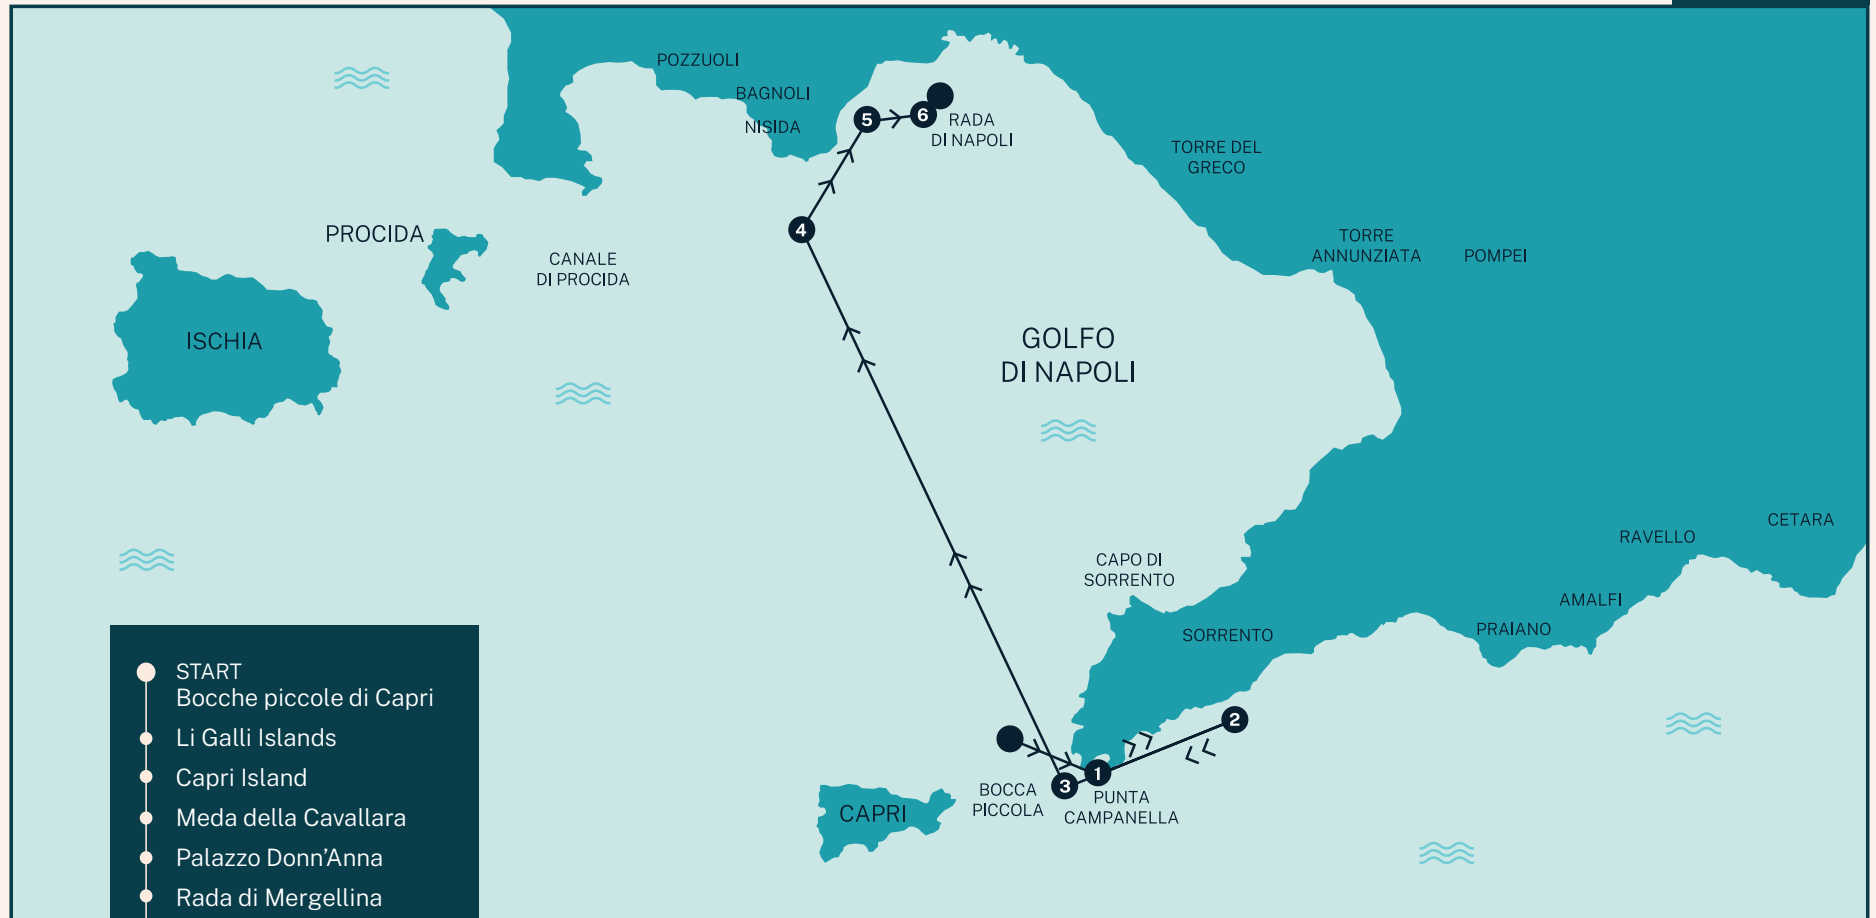 POZZUOLI
BAGNOLI
NISIDA
5
6
RADA
DI NAPOLI
TORRE DEL
GRECO
4
PROCIDA
CANALE
DI PROCIDA
TORRE
ANNUNZIATA
POMPEI
ISCHIA
GOLFO
DI NAPOLI
CETARA
RAVELLO
CAPO DI
SORRENTO
AMALFI
PRAIANO
SORRENTO
2
1
3
BOCCA
PICCOLA
PUNTA
CAMPANELLA
CAPRI
START
Bocche piccole di Capri
Li Galli Islands
Capri Island
Meda della Cavallara
Palazzo Donn’Anna
Rada di Mergellina